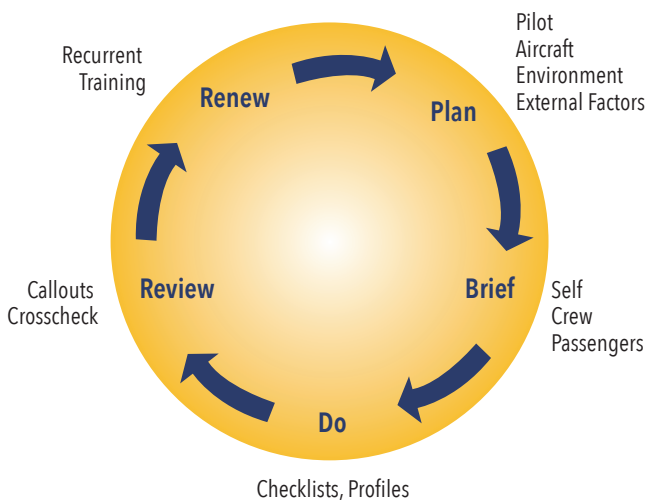 Pilot
Aircraft
Environment
External Factors
Plan
Self
Crew
Passengers
Brief
Do
Checklists, Profiles
Callouts
Crosscheck
Review
Recurrent
Training
Renew